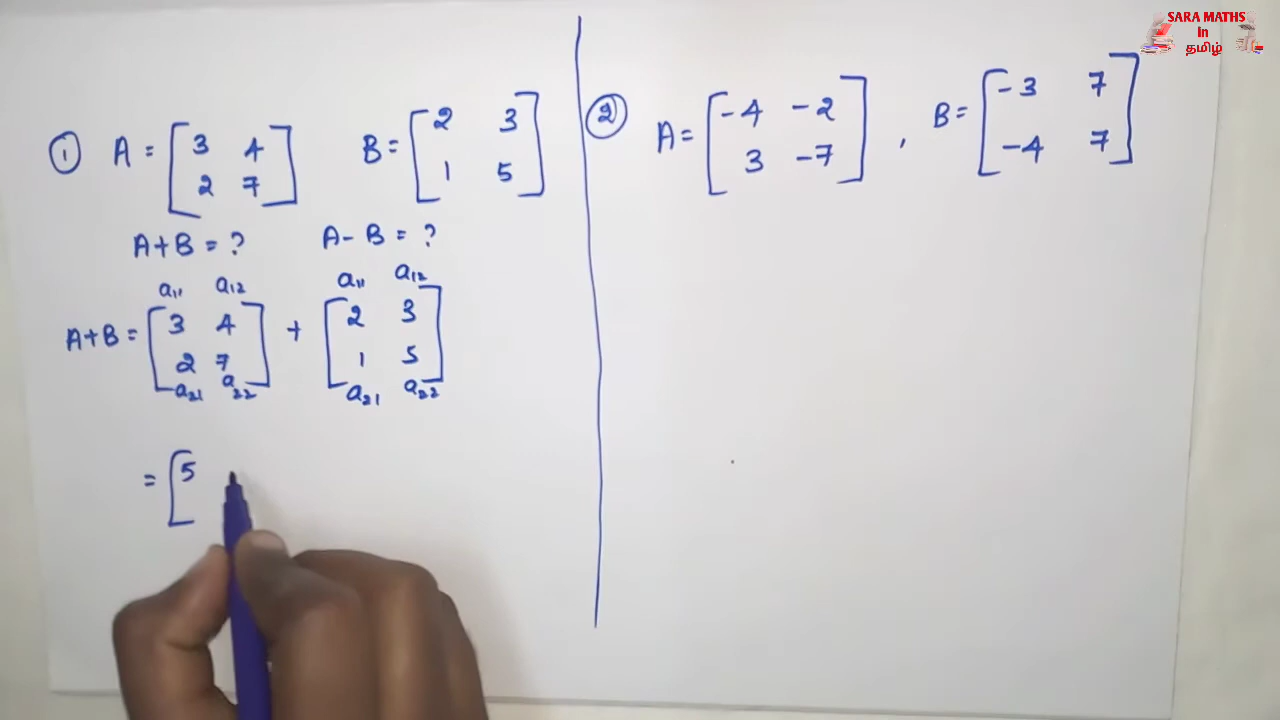 SARA MATHS
In
தமிழ்
① A = [ 3 4 B = [ 2 3
2 7 ] 1 5 ]
A+B = ? A- B = ?
a11 a12 a11 a12
A+B = [ 3 4 + [ 2 3
2 7 ] 1 5 ]
a21 a22 a21 a22
= [ 5
② A = [ -4 -2 , B = [ -3 7
3 -7 ] -4 7 ]